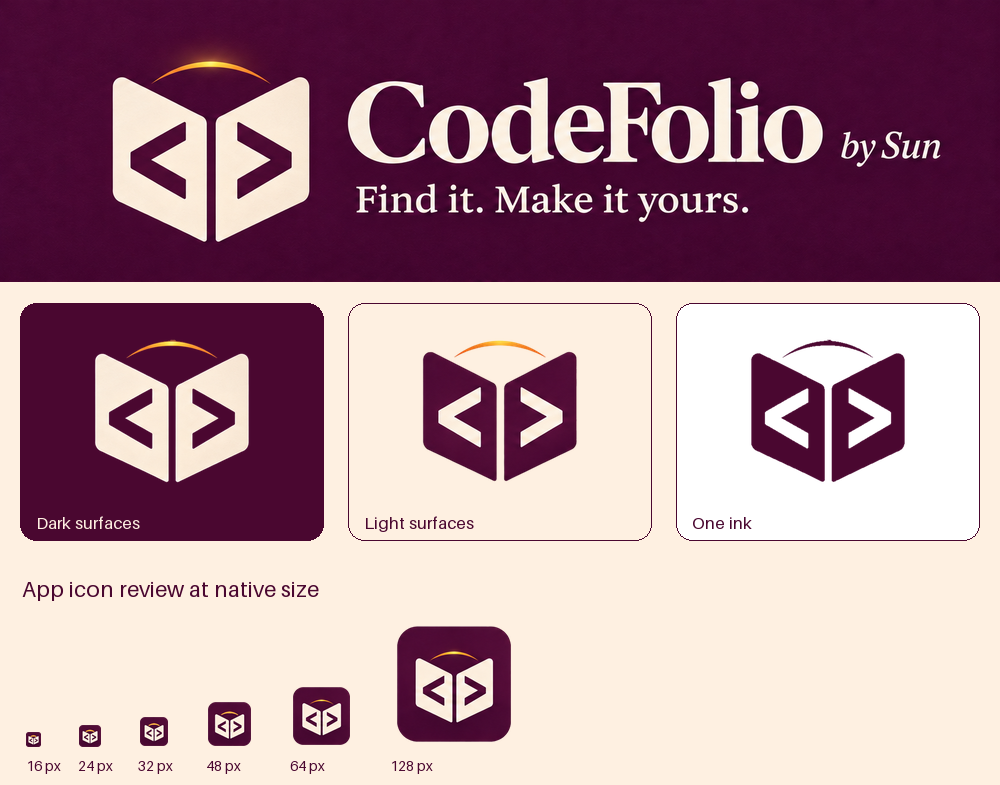 CodeFolio by Sun
Find it. Make it yours.
Dark surfaces
Light surfaces
One ink
App icon review at native size
16 px
24 px
32 px
48 px
64 px
128 px